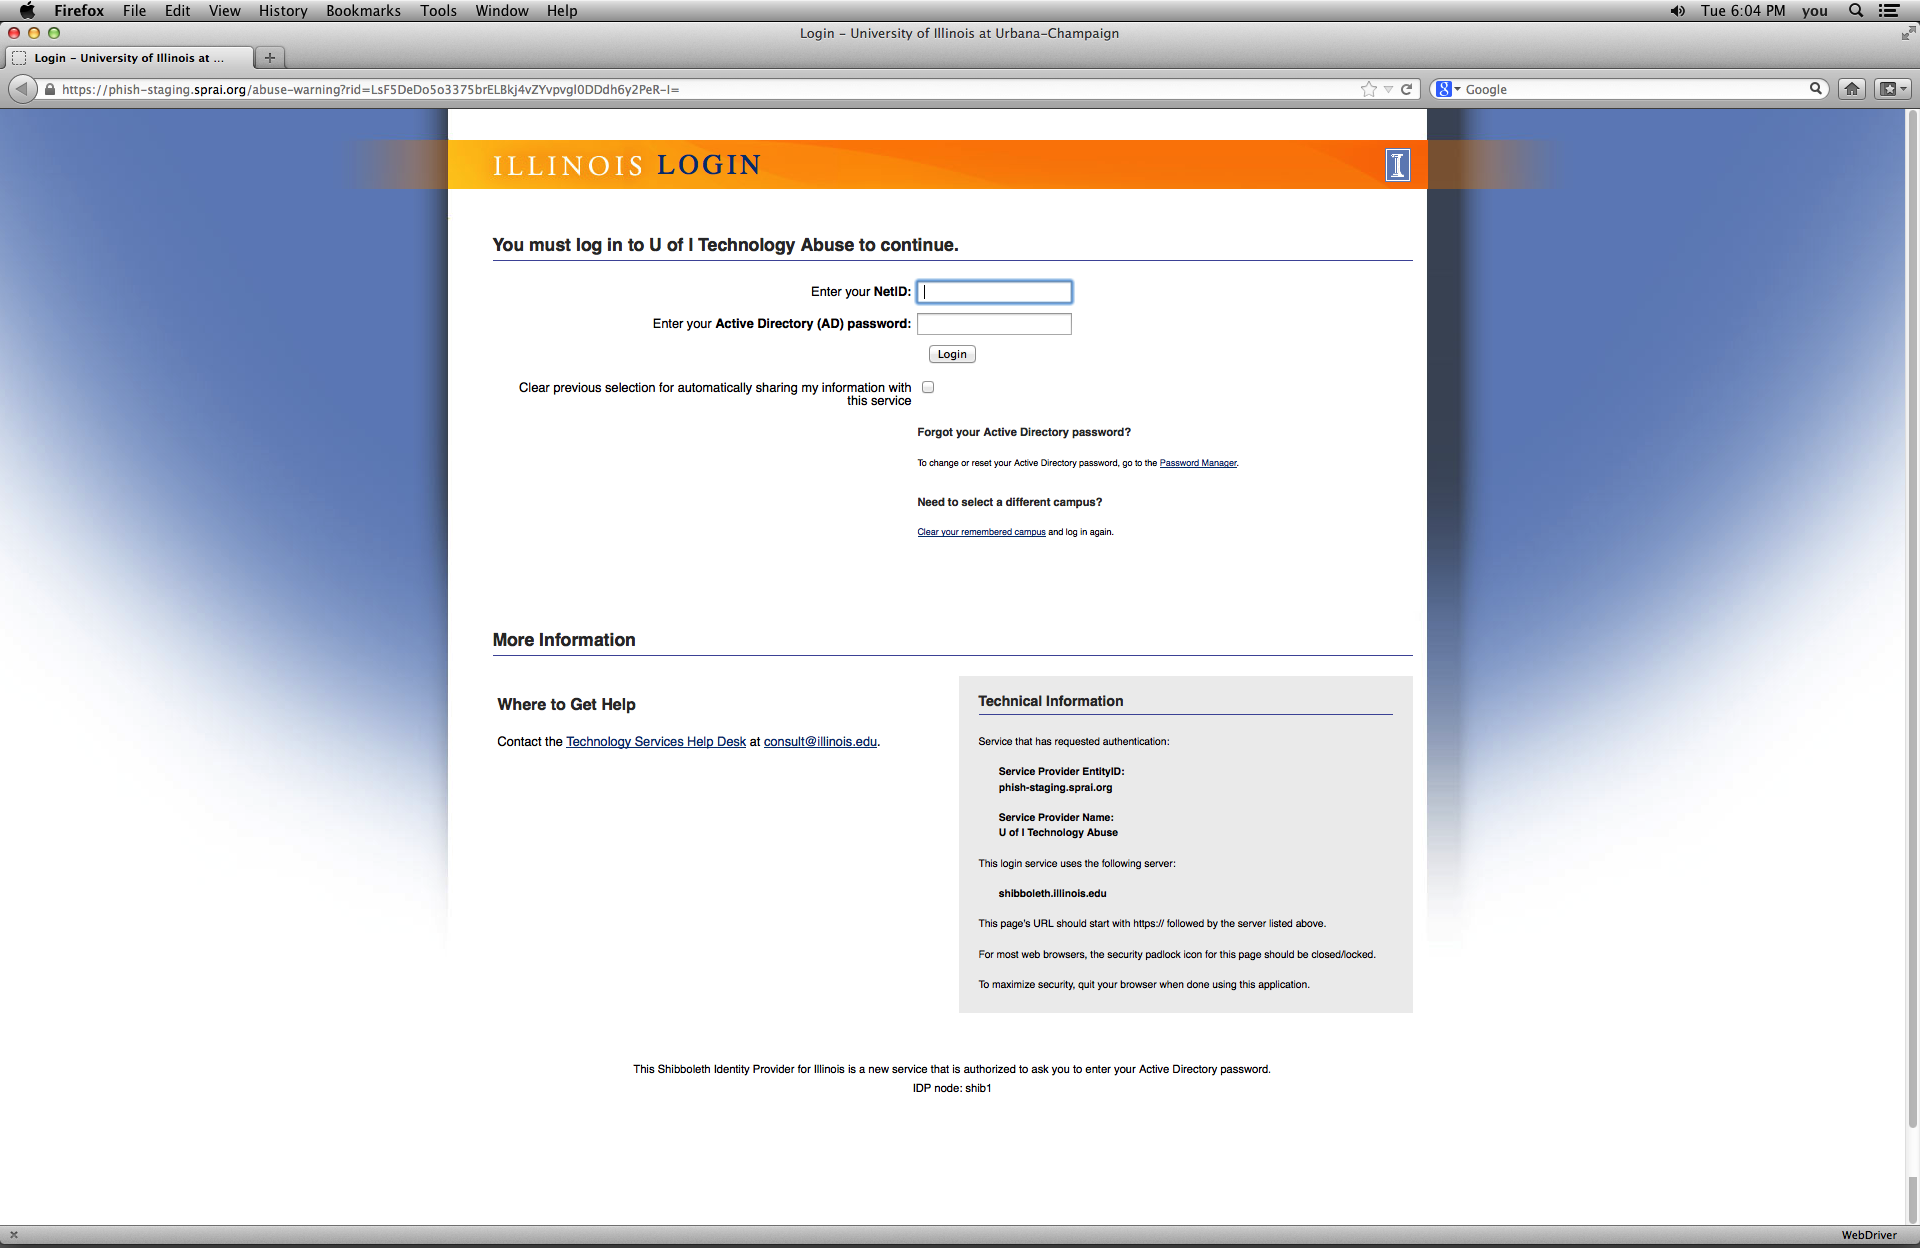 Firefox File Edit View History Bookmarks Tools Window Help Tue 6:04 PM you
Login – University of Illinois at Urbana-Champaign
Login – University of Illinois at ...
https://phish-staging.sprai.org/abuse-warning?rid=LsF5DeDo5o3375brELBkj4vZYvpvgl0DDdh6y2PeR-I=
Google
ILLINOIS LOGIN
You must log in to U of I Technology Abuse to continue.
Enter your NetID:
Enter your Active Directory (AD) password:
Login
Clear previous selection for automatically sharing my information with
this service
Forgot your Active Directory password?
To change or reset your Active Directory password, go to the Password Manager.
Need to select a different campus?
Clear your remembered campus and log in again.
More Information
Where to Get Help
Contact the Technology Services Help Desk at consult@illinois.edu.
Technical Information
Service that has requested authentication:
Service Provider EntityID:
phish-staging.sprai.org
Service Provider Name:
U of I Technology Abuse
This login service uses the following server:
shibboleth.illinois.edu
This page's URL should start with https:// followed by the server listed above.
For most web browsers, the security padlock icon for this page should be closed/locked.
To maximize security, quit your browser when done using this application.
This Shibboleth Identity Provider for Illinois is a new service that is authorized to ask you to enter your Active Directory password.
IDP node: shib1
WebDriver